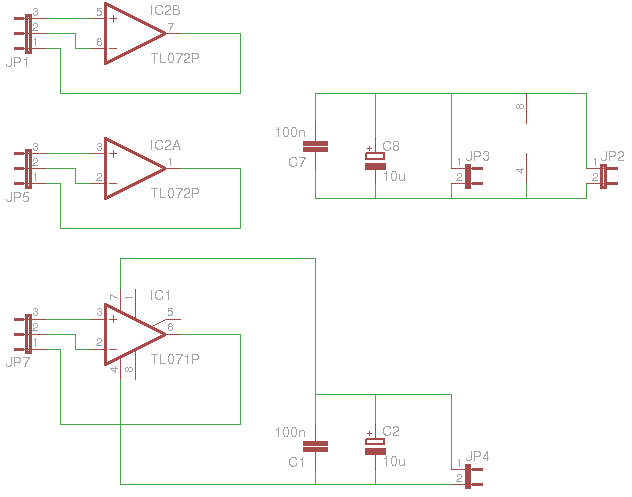 IC2B
3 5 + 7
2 6 −
1
JP1 TL072P
IC2A
3 3 + 1
2 2 −
1
JP5 TL072P
100n
C7
+ C8
10u
1 JP3
2
8
4
1 JP2
2
7 1 IC1
5
3 3 + 6
2 2 −
1
JP7 TL071P
4 8
100n
C1
+ C2
10u
1 JP4
2